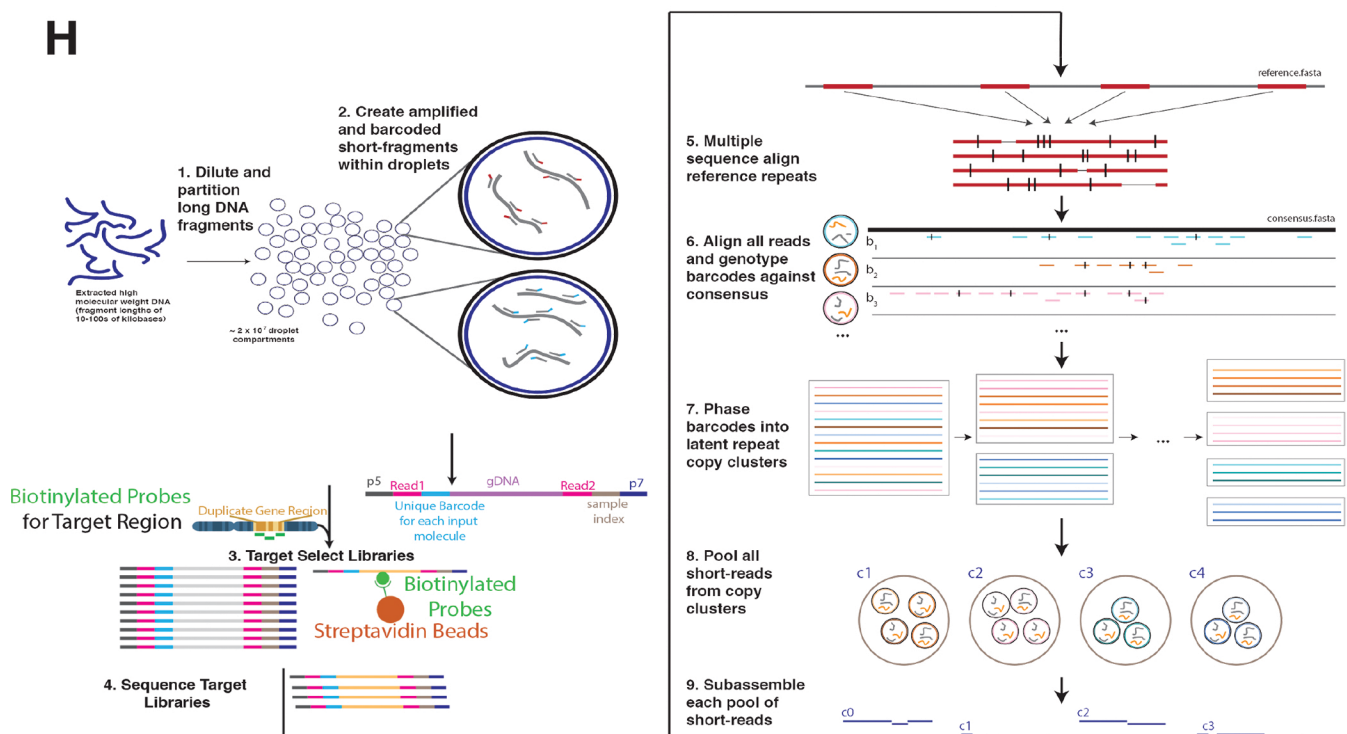 H
1. Dilute and
partition
long DNA
fragments
2. Create amplified
and barcoded
short-fragments
within droplets
Extracted high
molecular weight DNA
(fragment lengths of
10-100s of kilobases)
~ 2 x 10⁷ droplet
compartments
p5
Read1
gDNA
Read2
p7
Unique Barcode
for each input
molecule
sample
index
Biotinylated Probes
for Target Region
Duplicate Gene Region
3. Target Select Libraries
Biotinylated
Probes
Streptavidin Beads
4. Sequence Target
Libraries
reference.fasta
5. Multiple
sequence align
reference repeats
consensus.fasta
6. Align all reads
and genotype
barcodes against
consensus
b₁
b₂
b₃
...
...
7. Phase
barcodes into
latent repeat
copy clusters
...
8. Pool all
short-reads
from copy
clusters
c1
c2
c3
c4
9. Subassemble
each pool of
short-reads
c0
c1
c2
c3